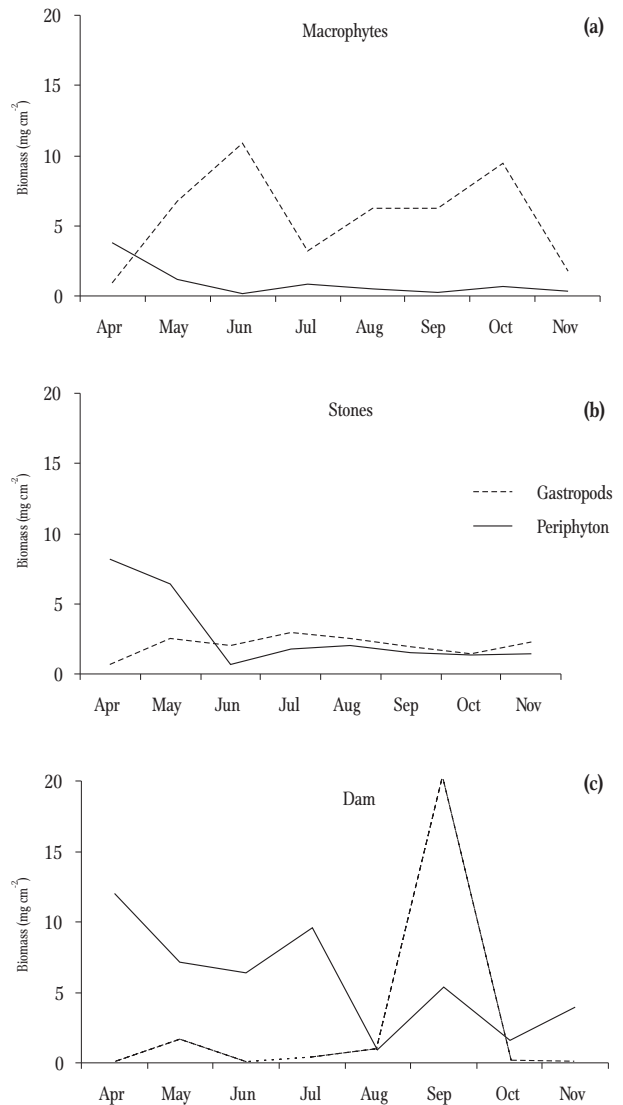 Macrophytes
(a)
Biomass (mg cm-2)
20
15
10
5
0
Apr May Jun Jul Aug Sep Oct Nov
Stones
(b)
Biomass (mg cm-2)
20
15
10
5
0
Gastropods
Periphyton
Apr May Jun Jul Aug Sep Oct Nov
Dam
(c)
Biomass (mg cm-2)
20
15
10
5
0
Apr May Jun Jul Aug Sep Oct Nov